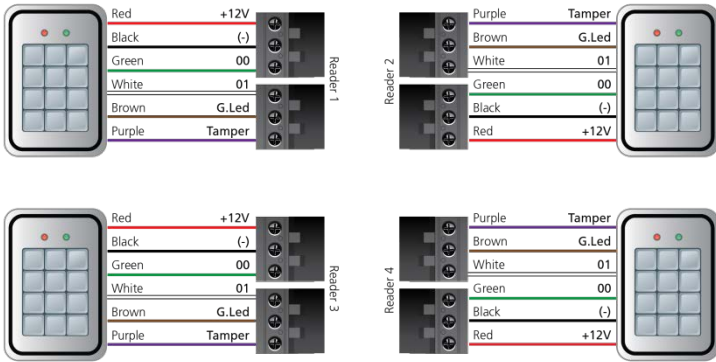 Red +12V
Black (-)
Green 00
White 01
Brown G.Led
Purple Tamper
Reader 1
Purple Tamper
Brown G.Led
White 01
Green 00
Black (-)
Red +12V
Reader 2
Red +12V
Black (-)
Green 00
White 01
Brown G.Led
Purple Tamper
Reader 3
Purple Tamper
Brown G.Led
White 01
Green 00
Black (-)
Red +12V
Reader 4